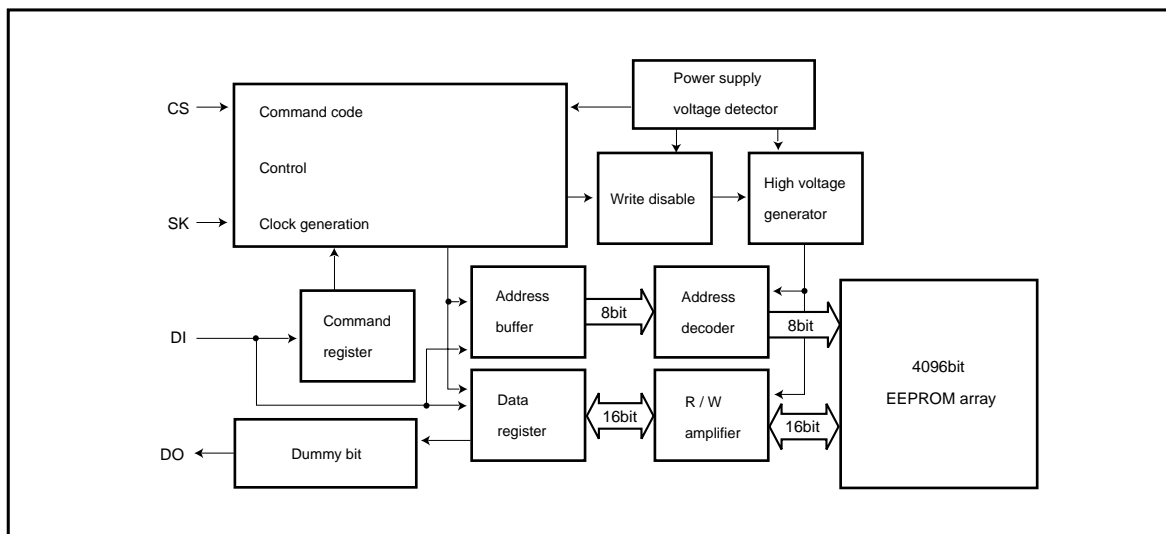 Power supply
voltage detector
CS
Command code
Control
SK
Clock generation
Write disable
High voltage
generator
DI
Command
register
Address
buffer
8bit
Address
decoder
8bit
4096bit
EEPROM array
Data
register
16bit
R / W
amplifier
16bit
DO
Dummy bit